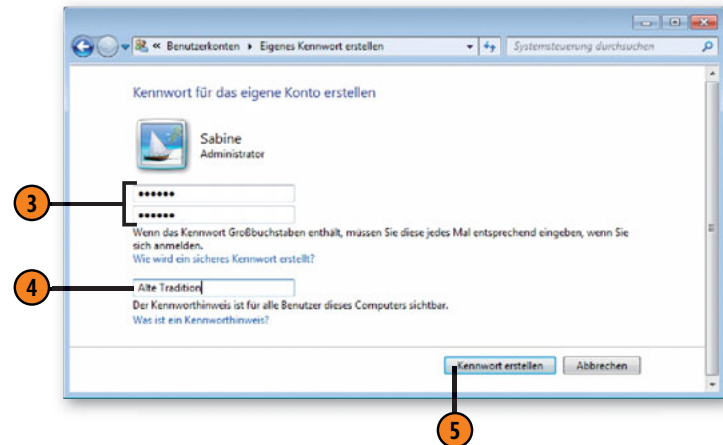 « Benutzerkonten ▸ Eigenes Kennwort erstellen
Systemsteuerung durchsuchen
Kennwort für das eigene Konto erstellen
Sabine
Administrator
3
••••••
••••••
Wenn das Kennwort Großbuchstaben enthält, müssen Sie diese jedes Mal entsprechend eingeben, wenn Sie
sich anmelden.
Wie wird ein sicheres Kennwort erstellt?
4
Alte Tradition
Der Kennworthinweis ist für alle Benutzer dieses Computers sichtbar.
Was ist ein Kennworthinweis?
Kennwort erstellen
Abbrechen
5